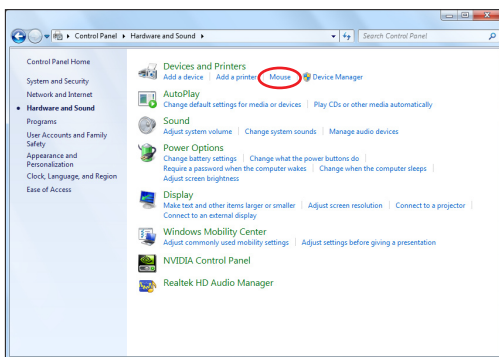 Control Panel ▸ Hardware and Sound ▸
Search Control Panel
Control Panel Home
System and Security
Network and Internet
Hardware and Sound
Programs
User Accounts and Family
Safety
Appearance and
Personalization
Clock, Language, and Region
Ease of Access
Devices and Printers
Add a device | Add a printer | Mouse | Device Manager
AutoPlay
Change default settings for media or devices | Play CDs or other media automatically
Sound
Adjust system volume | Change system sounds | Manage audio devices
Power Options
Change battery settings | Change what the power buttons do |
Require a password when the computer wakes | Change when the computer sleeps |
Adjust screen brightness
Display
Make text and other items larger or smaller | Adjust screen resolution | Connect to a projector |
Connect to an external display
Windows Mobility Center
Adjust commonly used mobility settings | Adjust settings before giving a presentation
NVIDIA Control Panel
Realtek HD Audio Manager